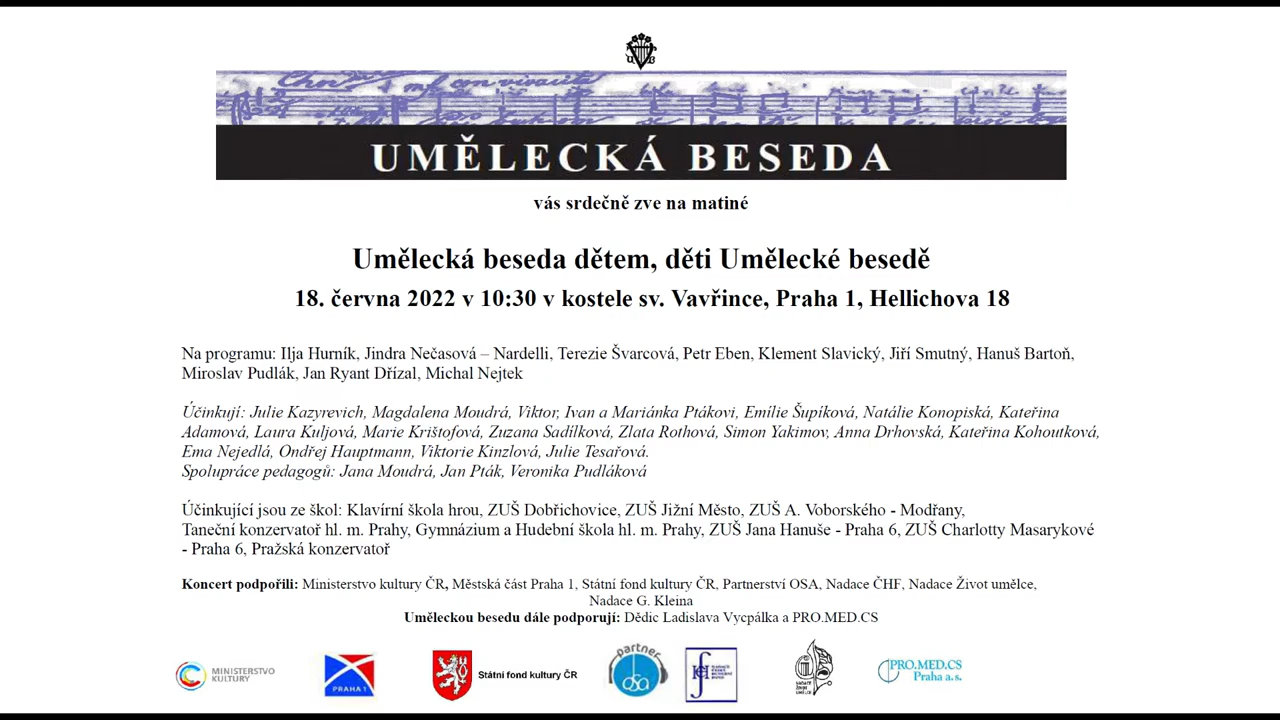 UMĚLECKÁ BESEDA
vás srdečně zve na matiné
Umělecká beseda dětem, děti Umělecké besedě
18. června 2022 v 10:30 v kostele sv. Vavřince, Praha 1, Hellichova 18
Na programu: Ilja Hurník, Jindra Nečasová – Nardelli, Terezie Švarcová, Petr Eben, Klement Slavický, Jiří Smutný, Hanuš Bartoň,
Miroslav Pudlák, Jan Ryant Dřízal, Michal Nejtek
Účinkují: Julie Kazyrevich, Magdalena Moudrá, Viktor, Ivan a Mariánka Ptákovi, Emílie Šupíková, Natálie Konopiská, Kateřina
Adamová, Laura Kuljová, Marie Krištofová, Zuzana Sadílková, Zlata Rothová, Simon Yakimov, Anna Drhovská, Kateřina Kohoutková,
Ema Nejedlá, Ondřej Hauptmann, Viktorie Kinzlová, Julie Tesařová.
Spolupráce pedagogů: Jana Moudrá, Jan Pták, Veronika Pudláková
Účinkující jsou ze škol: Klavírní škola hrou, ZUŠ Dobřichovice, ZUŠ Jižní Město, ZUŠ A. Voborského - Modřany,
Taneční konzervatoř hl. m. Prahy, Gymnázium a Hudební škola hl. m. Prahy, ZUŠ Jana Hanuše - Praha 6, ZUŠ Charlotty Masarykové
- Praha 6, Pražská konzervatoř
Koncert podpořili: Ministerstvo kultury ČR, Městská část Praha 1, Státní fond kultury ČR, Partnerství OSA, Nadace ČHF, Nadace Život umělce,
Nadace G. Kleina
Uměleckou besedu dále podporují: Dědic Ladislava Vycpálka a PRO.MED.CS
MINISTERSTVO
KULTURY
PRAHA 1
Státní fond kultury ČR
partner
osa
PRO.MED.CS
Praha a.s.